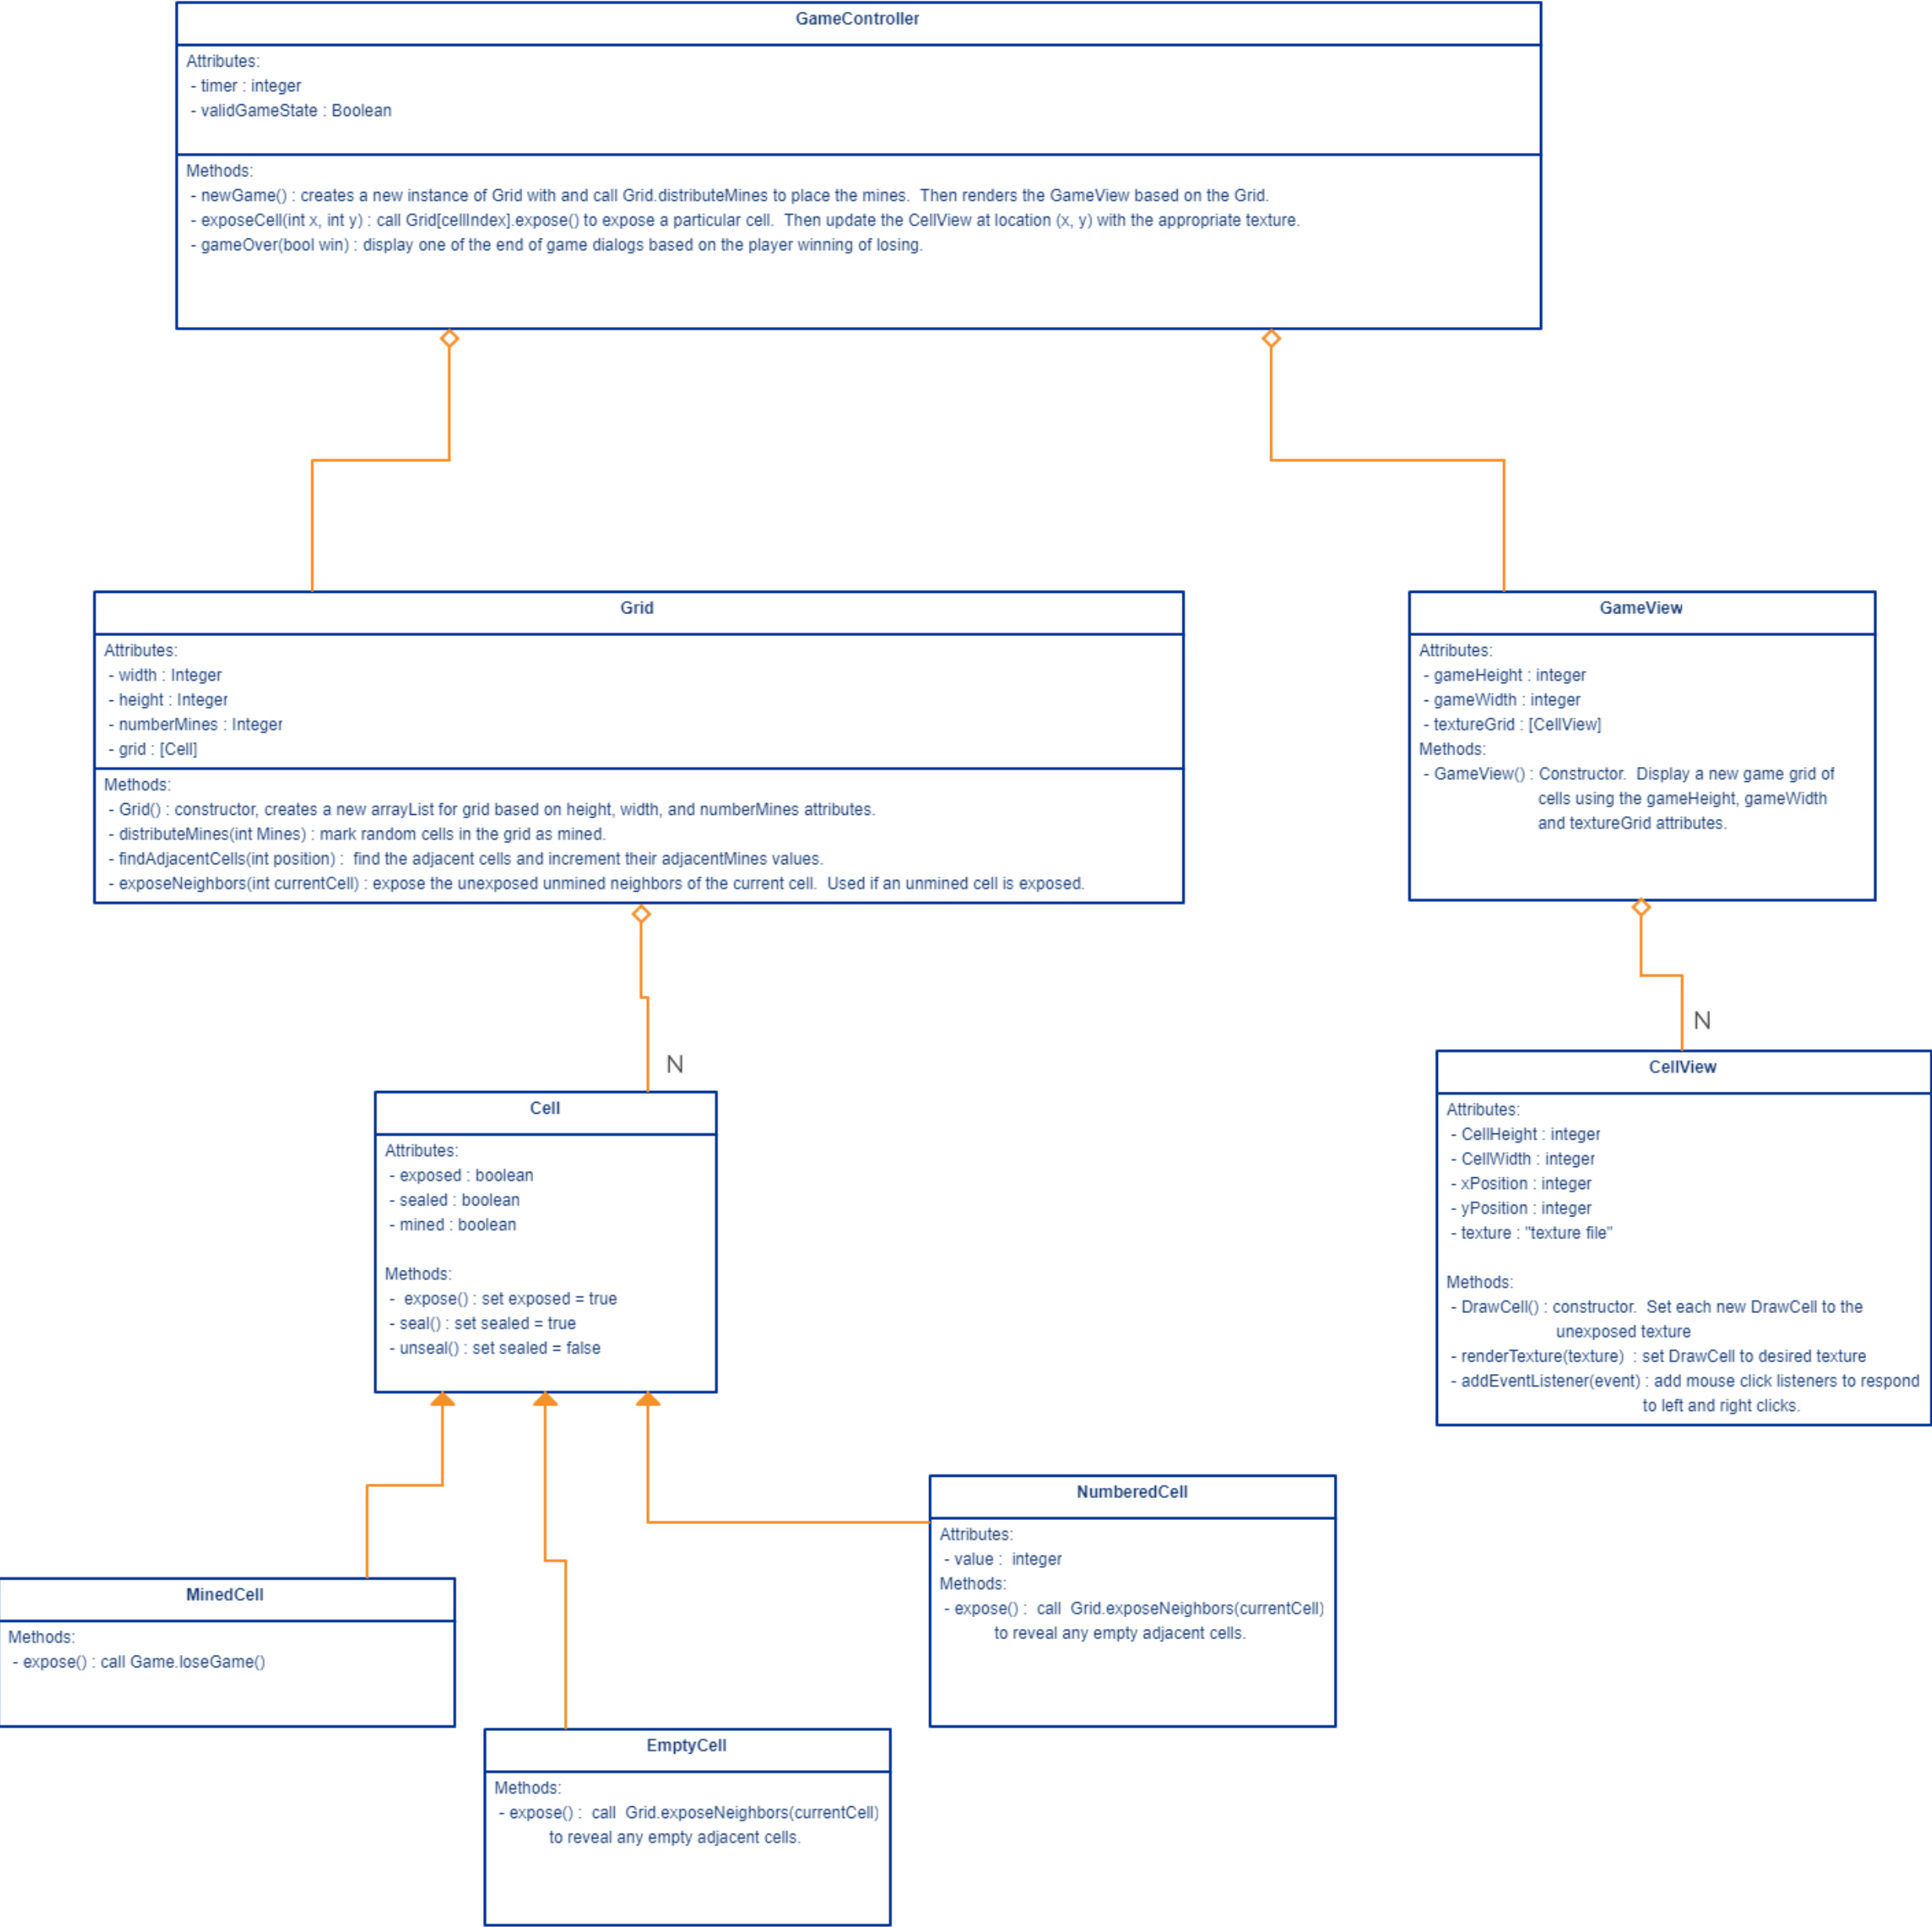 GameController
Attributes:
- timer : integer
- validGameState : Boolean
Methods:
- newGame() : creates a new instance of Grid with and call Grid.distributeMines to place the mines.  Then renders the GameView based on the Grid.
- exposeCell(int x, int y) : call Grid[cellIndex].expose() to expose a particular cell.  Then update the CellView at location (x, y) with the appropriate texture.
- gameOver(bool win) : display one of the end of game dialogs based on the player winning of losing.
Grid
Attributes:
- width : Integer
- height : Integer
- numberMines : Integer
- grid : [Cell]
Methods:
- Grid() : constructor, creates a new arrayList for grid based on height, width, and numberMines attributes.
- distributeMines(int Mines) : mark random cells in the grid as mined.
- findAdjacentCells(int position) :  find the adjacent cells and increment their adjacentMines values.
- exposeNeighbors(int currentCell) : expose the unexposed unmined neighbors of the current cell.  Used if an unmined cell is exposed.
GameView
Attributes:
- gameHeight : integer
- gameWidth : integer
- textureGrid : [CellView]
Methods:
- GameView() : Constructor.  Display a new game grid of
cells using the gameHeight, gameWidth
and textureGrid attributes.
N
N
Cell
Attributes:
- exposed : boolean
- sealed : boolean
- mined : boolean
Methods:
-  expose() : set exposed = true
- seal() : set sealed = true
- unseal() : set sealed = false
CellView
Attributes:
- CellHeight : integer
- CellWidth : integer
- xPosition : integer
- yPosition : integer
- texture : "texture file"
Methods:
- DrawCell() : constructor.  Set each new DrawCell to the
unexposed texture
- renderTexture(texture)  : set DrawCell to desired texture
- addEventListener(event) : add mouse click listeners to respond
to left and right clicks.
NumberedCell
Attributes:
- value :  integer
Methods:
- expose() :  call  Grid.exposeNeighbors(currentCell)
to reveal any empty adjacent cells.
MinedCell
Methods:
- expose() : call Game.loseGame()
EmptyCell
Methods:
- expose() :  call  Grid.exposeNeighbors(currentCell)
to reveal any empty adjacent cells.